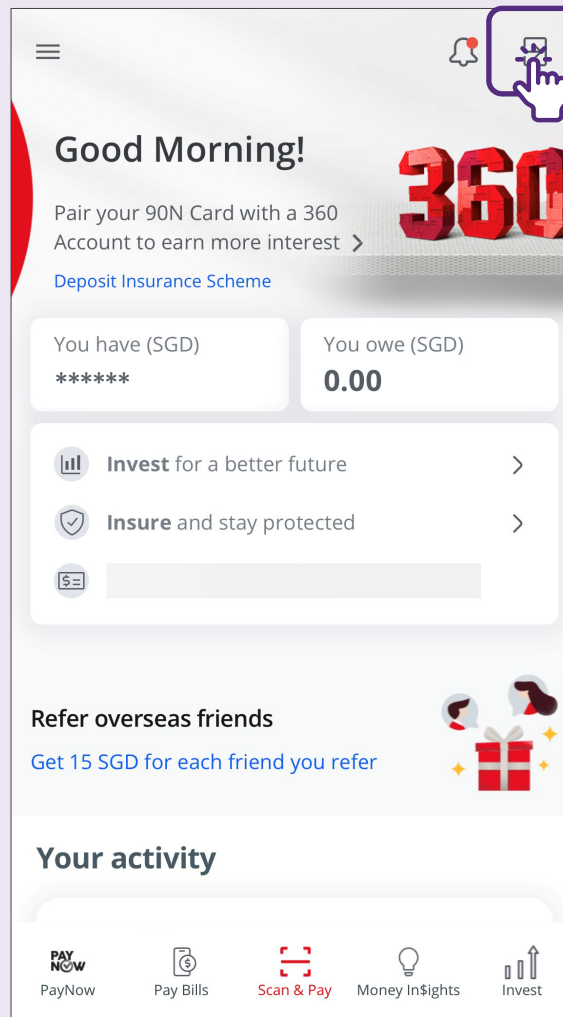 Good Morning!
360
Pair your 90N Card with a 360
Account to earn more interest
Deposit Insurance Scheme
You have (SGD)
******
You owe (SGD)
0.00
Invest for a better future
Insure and stay protected
Refer overseas friends
Get 15 SGD for each friend you refer
Your activity
PAY
NOW
PayNow
Pay Bills
Scan & Pay
Money In$ights
Invest